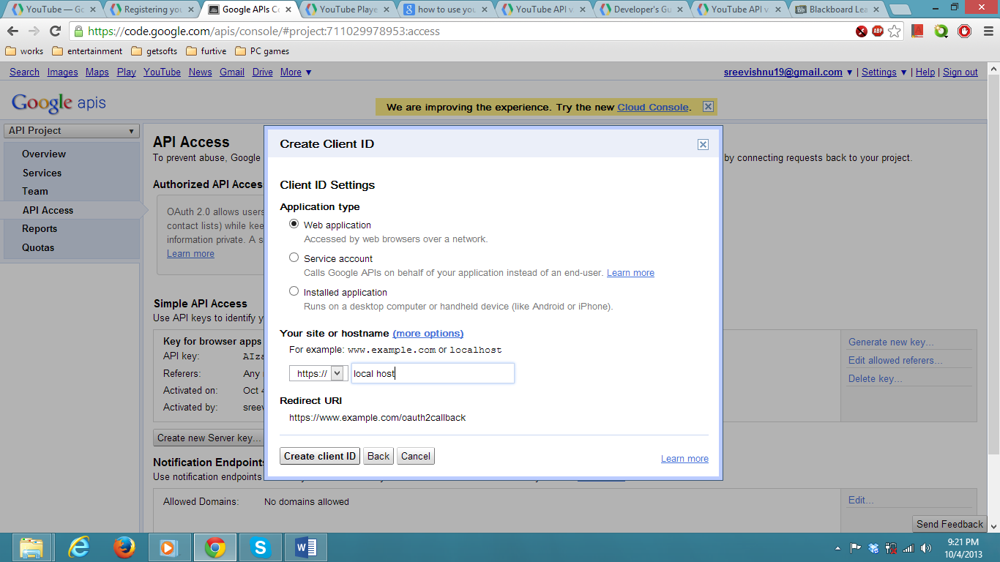 YouTube — Go
Registering you
Google APIs Co
YouTube Playe
how to use you
YouTube API v
Developer's Gu
YouTube API v
Blackboard Lea
https://code.google.com/apis/console/#project:711029978953:access
works entertainment getsofts furtive PC games
Search Images Maps Play YouTube News Gmail Drive More ▼
sreevishnu19@gmail.com ▼ | Settings ▼ | Help | Sign out
Google apis
We are improving the experience. Try the new Cloud Console.
API Project
Overview
Services
Team
API Access
Reports
Quotas
API Access
To prevent abuse, Google
by connecting requests back to your project.
Authorized API Acces
OAuth 2.0 allows users
contact lists) while kee
information private. A s
Learn more
Simple API Access
Use API keys to identify y
Key for browser apps
API key: AIza
Referers: Any
Activated on: Oct 4
Activated by: sree
Generate new key...
Edit allowed referers...
Delete key...
Create new Server key...
Notification Endpoints
Use notification endpoints
Allowed Domains: No domains allowed
Edit...
Create Client ID
Client ID Settings
Application type
Web application
Accessed by web browsers over a network.
Service account
Calls Google APIs on behalf of your application instead of an end-user. Learn more
Installed application
Runs on a desktop computer or handheld device (like Android or iPhone).
Your site or hostname (more options)
For example: www.example.com or localhost
https:// local host
Redirect URI
https://www.example.com/oauth2callback
Create client ID Back Cancel
Learn more
Send Feedback
9:21 PM
10/4/2013